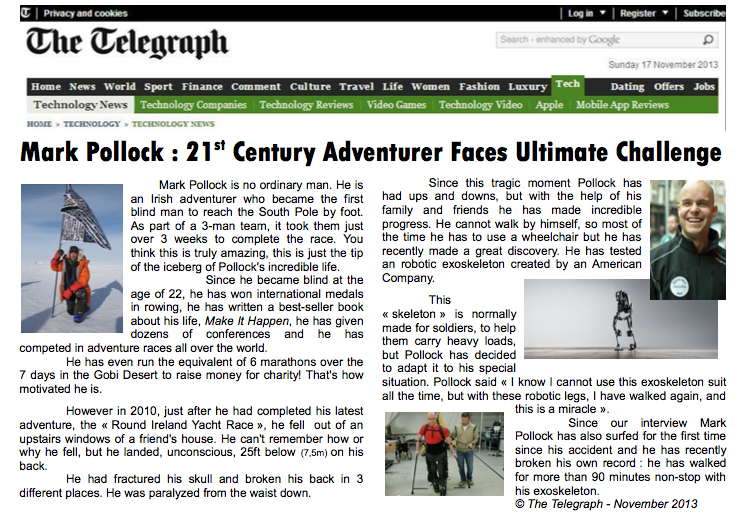 Privacy and cookies
Log in Register Subscribe
The Telegraph
Search - enhanced by Google
Sunday 17 November 2013
Home News World Sport Finance Comment Culture Travel Life Women Fashion Luxury Tech Dating Offers Jobs
Technology News Technology Companies Technology Reviews Video Games Technology Video Apple Mobile App Reviews
HOME » TECHNOLOGY » TECHNOLOGY NEWS
Mark Pollock : 21st Century Adventurer Faces Ultimate Challenge
Mark Pollock is no ordinary man. He is
an Irish adventurer who became the first
blind man to reach the South Pole by foot.
As part of a 3-man team, it took them just
over 3 weeks to complete the race. You
think this is truly amazing, this is just the tip
of the iceberg of Pollock's incredible life.
Since he became blind at the
age of 22, he has won international medals
in rowing, he has written a best-seller book
about his life, Make It Happen, he has given
dozens of conferences and he has
competed in adventure races all over the world.
He has even run the equivalent of 6 marathons over the
7 days in the Gobi Desert to raise money for charity! That's how
motivated he is.
However in 2010, just after he had completed his latest
adventure, the « Round Ireland Yacht Race », he fell out of an
upstairs windows of a friend's house. He can't remember how or
why he fell, but he landed, unconscious, 25ft below (7,5m) on his
back.
He had fractured his skull and broken his back in 3
different places. He was paralyzed from the waist down.
Since this tragic moment Pollock has
had ups and downs, but with the help of his
family and friends he has made incredible
progress. He cannot walk by himself, so most of
the time he has to use a wheelchair but he has
recently made a great discovery. He has tested
an robotic exoskeleton created by an American
Company.
This
« skeleton » is normally
made for soldiers, to help
them carry heavy loads,
but Pollock has decided
to adapt it to his special
situation. Pollock said « I know I cannot use this exoskeleton suit
all the time, but with these robotic legs, I have walked again, and
this is a miracle ».
Since our interview Mark
Pollock has also surfed for the first time
since his accident and he has recently
broken his own record : he has walked
for more than 90 minutes non-stop with
his exoskeleton.
© The Telegraph - November 2013